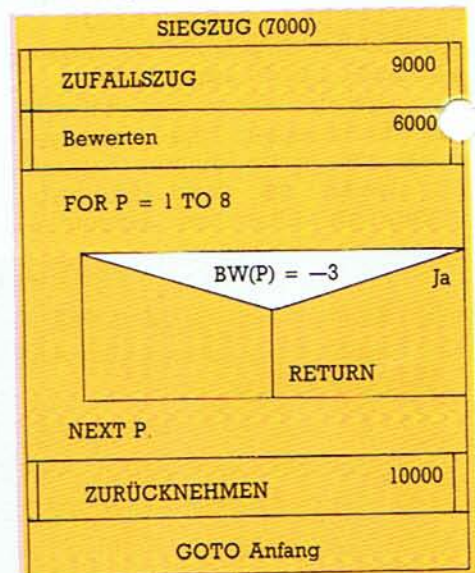 SIEGZUG (7000)
ZUFALLSZUG 9000
Bewerten 6000
FOR P = 1 TO 8
BW(P) = —3 Ja
RETURN
NEXT P.
ZURÜCKNEHMEN 10000
GOTO Anfang